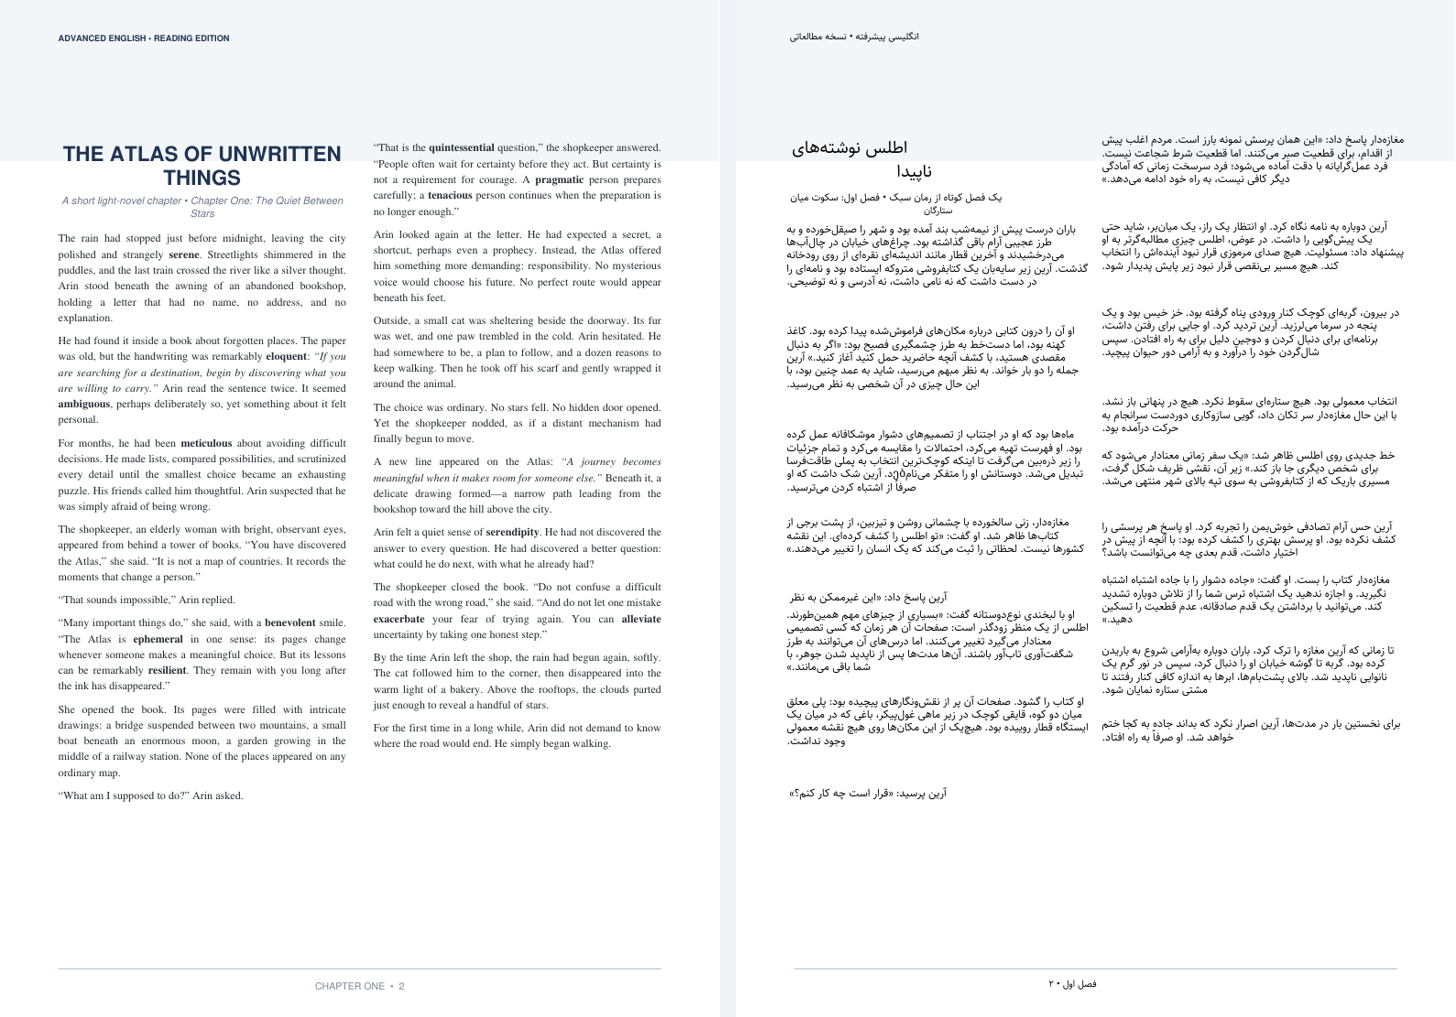 ADVANCED ENGLISH • READING EDITION
THE ATLAS OF UNWRITTEN
THINGS
A short light-novel chapter • Chapter One: The Quiet Between
Stars
The rain had stopped just before midnight, leaving the city
polished and strangely serene. Streetlights shimmered in the
puddles, and the last train crossed the river like a silver thought.
Arin stood beneath the awning of an abandoned bookshop,
holding a letter that had no name, no address, and no
explanation.
He had found it inside a book about forgotten places. The paper
was old, but the handwriting was remarkably eloquent: “If you
are searching for a destination, begin by discovering what you
are willing to carry.” Arin read the sentence twice. It seemed
ambiguous, perhaps deliberately so, yet something about it felt
personal.
For months, he had been meticulous about avoiding difficult
decisions. He made lists, compared possibilities, and scrutinized
every detail until the smallest choice became an exhausting
puzzle. His friends called him thoughtful. Arin suspected that he
was simply afraid of being wrong.
The shopkeeper, an elderly woman with bright, observant eyes,
appeared from behind a tower of books. “You have discovered
the Atlas,” she said. “It is not a map of countries. It records the
moments that change a person.”
“That sounds impossible,” Arin replied.
“Many important things do,” she said, with a benevolent smile.
“The Atlas is ephemeral in one sense: its pages change
whenever someone makes a meaningful choice. But its lessons
can be remarkably resilient. They remain with you long after
the ink has disappeared.”
She opened the book. Its pages were filled with intricate
drawings: a bridge suspended between two mountains, a small
boat beneath an enormous moon, a garden growing in the
middle of a railway station. None of the places appeared on any
ordinary map.
“What am I supposed to do?” Arin asked.
“That is the quintessential question,” the shopkeeper answered.
“People often wait for certainty before they act. But certainty is
not a requirement for courage. A pragmatic person prepares
carefully; a tenacious person continues when the preparation is
no longer enough.”
Arin looked again at the letter. He had expected a secret, a
shortcut, perhaps even a prophecy. Instead, the Atlas offered
him something more demanding: responsibility. No mysterious
voice would choose his future. No perfect route would appear
beneath his feet.
Outside, a small cat was sheltering beside the doorway. Its fur
was wet, and one paw trembled in the cold. Arin hesitated. He
had somewhere to be, a plan to follow, and a dozen reasons to
keep walking. Then he took off his scarf and gently wrapped it
around the animal.
The choice was ordinary. No stars fell. No hidden door opened.
Yet the shopkeeper nodded, as if a distant mechanism had
finally begun to move.
A new line appeared on the Atlas: “A journey becomes
meaningful when it makes room for someone else.” Beneath it, a
delicate drawing formed—a narrow path leading from the
bookshop toward the hill above the city.
Arin felt a quiet sense of serendipity. He had not discovered the
answer to every question. He had discovered a better question:
what could he do next, with what he already had?
The shopkeeper closed the book. “Do not confuse a difficult
road with the wrong road,” she said. “And do not let one mistake
exacerbate your fear of trying again. You can alleviate
uncertainty by taking one honest step.”
By the time Arin left the shop, the rain had begun again, softly.
The cat followed him to the corner, then disappeared into the
warm light of a bakery. Above the rooftops, the clouds parted
just enough to reveal a handful of stars.
For the first time in a long while, Arin did not demand to know
where the road would end. He simply began walking.
CHAPTER ONE • 2
انگلیسی پیشرفته • نسخه مطالعاتی
اطلس نوشته‌های
ناپیدا
یک فصل کوتاه از رمان سبک • فصل اول: سکوت میان
ستارگان
باران درست پیش از نیمه‌شب بند آمده بود و شهر را صیقل‌خورده و به
طرز عجیبی آرام باقی گذاشته بود. چراغ‌های خیابان در چال‌آب‌ها
می‌درخشیدند و آخرین قطار مانند اندیشه‌ای نقره‌ای از روی رودخانه
گذشت. آرین زیر سایه‌بان یک کتابفروشی متروکه ایستاده بود و نامه‌ای را
در دست داشت که نه نامی داشت، نه آدرسی و نه توضیحی.
او آن را درون کتابی درباره مکان‌های فراموش‌شده پیدا کرده بود. کاغذ
کهنه بود، اما دست‌خط به طرز چشمگیری فصیح بود: «اگر به دنبال
مقصدی هستید، با کشف آنچه حاضرید حمل کنید آغاز کنید.» آرین
جمله را دو بار خواند. به نظر مبهم می‌رسید، شاید به عمد چنین بود، با
این حال چیزی در آن شخصی به نظر می‌رسید.
ماه‌ها بود که او در اجتناب از تصمیم‌های دشوار موشکافانه عمل کرده
بود. او فهرست تهیه می‌کرد، احتمالات را مقایسه می‌کرد و تمام جزئیات
را زیر ذره‌بین می‌گرفت تا اینکه کوچک‌ترین انتخاب به پملی طاقت‌فرسا
تبدیل می‌شد. دوستانش او را متفکر آرین شک داشت که او
صرفاً از اشتباه کردن می‌ترسید.
مغازه‌دار، زنی سالخورده با چشمانی روشن و تیزبین، از پشت برجی از
کتاب‌ها ظاهر شد. او گفت: «تو اطلس را کشف کرده‌ای. این نقشه
کشورها نیست. لحظاتی را ثبت می‌کند که یک انسان را تغییر می‌دهند.»
آرین پاسخ داد: «این غیرممکن به نظر
او با لبخندی نوع‌دوستانه گفت: «بسیاری از چیزهای مهم همین‌طورند.
اطلس از یک منظر زودگذر است: صفحات آن هر زمان که کسی تصمیمی
معنادار می‌گیرد تغییر می‌کنند. اما درس‌های آن می‌توانند به طرز
شگفت‌آوری تاب‌آور باشند. آن‌ها مدت‌ها پس از ناپدید شدن جوهر، با
شما باقی می‌مانند.»
او کتاب را گشود. صفحات آن پر از نقش‌ونگارهای پیچیده بود: پلی معلق
میان دو کوه، قایقی کوچک در زیر ماهی غول‌پیکر، باغی که در میان یک
ایستگاه قطار روییده بود. هیچ‌یک از این مکان‌ها روی هیچ نقشه معمولی
وجود نداشت.
آرین پرسید: «قرار است چه کار کنم؟»
مغازه‌دار پاسخ داد: «این همان پرسش نمونه بارز است. مردم اغلب پیش
از اقدام، برای قطعیت صبر می‌کنند. اما قطعیت شرط شجاعت نیست.
فرد عمل‌گرایانه با دقت آماده می‌شود؛ فرد سرسخت زمانی که آمادگی
دیگر کافی نیست، به راه خود ادامه می‌دهد.»
آرین دوباره به نامه نگاه کرد. او انتظار یک راز، یک میان‌بر، شاید حتی
یک پیش‌گویی را داشت. در عوض، اطلس چیزی مطالبه‌گرتر به او
پیشنهاد داد: مسئولیت. هیچ صدای مرموزی قرار نبود آینده‌اش را انتخاب
کند. هیچ مسیر بی‌نقصی قرار نبود زیر پایش پدیدار شود.
در بیرون، گربه‌ای کوچک کنار ورودی پناه گرفته بود. خز خیس بود و یک
پنجه در سرما می‌لرزید. آرین تردید کرد. او جایی برای رفتن داشت،
برنامه‌ای برای دنبال کردن و دوجین دلیل برای به راه افتادن. سپس
شال‌گردن خود را درآورد و به آرامی دور حیوان پیچید.
انتخاب معمولی بود. هیچ ستاره‌ای سقوط نکرد. هیچ در پنهانی باز نشد.
با این حال مغازه‌دار سر تکان داد، گویی سازوکاری دوردست سرانجام به
حرکت درآمده بود.
خط جدیدی روی اطلس ظاهر شد: «یک سفر زمانی معنادار می‌شود که
برای شخص دیگری جا باز کند.» زیر آن، نقشی ظریف شکل گرفت،
مسیری باریک که از کتابفروشی به سوی تپه بالای شهر منتهی می‌شد.
آرین حس آرام تصادفی خوش‌یمن را تجربه کرد. او پاسخ هر پرسشی را
کشف نکرده بود. او پرسش بهتری را کشف کرده بود: با آنچه از پیش در
اختیار داشت، قدم بعدی چه می‌توانست باشد؟
مغازه‌دار کتاب را بست. او گفت: «جاده دشوار را با جاده اشتباه اشتباه
نگیرید. و اجازه ندهید یک اشتباه ترس شما را از تلاش دوباره تشدید
کند. می‌توانید با برداشتن یک قدم صادقانه، عدم قطعیت را تسکین
دهید.»
تا زمانی که آرین مغازه را ترک کرد، باران دوباره به‌آرامی شروع به باریدن
کرده بود. گربه تا گوشه خیابان او را دنبال کرد، سپس در نور گرم یک
نانوایی ناپدید شد. بالای پشت‌بام‌ها، ابرها به اندازه کافی کنار رفتند تا
مشتی ستاره نمایان شود.
برای نخستین بار در مدت‌ها، آرین اصرار نکرد که بداند جاده به کجا ختم
خواهد شد. او صرفاً به راه افتاد.
فصل اول • ۲